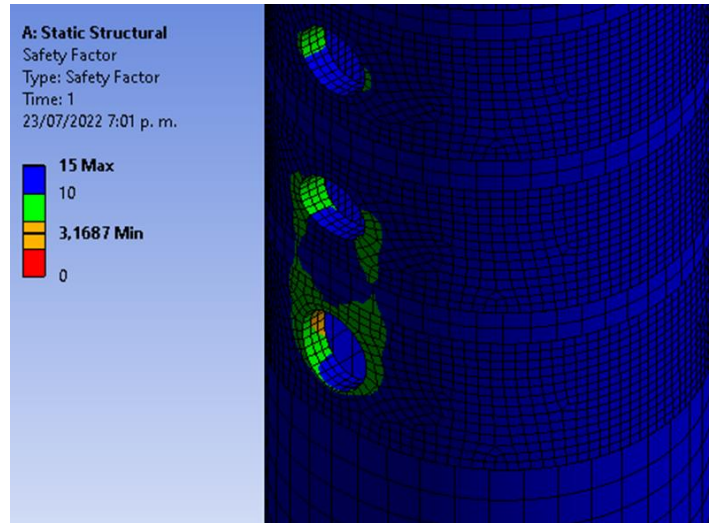 A: Static Structural
Safety Factor
Type: Safety Factor
Time: 1
23/07/2022 7:01 p. m.
15 Max
10
3,1687 Min
0